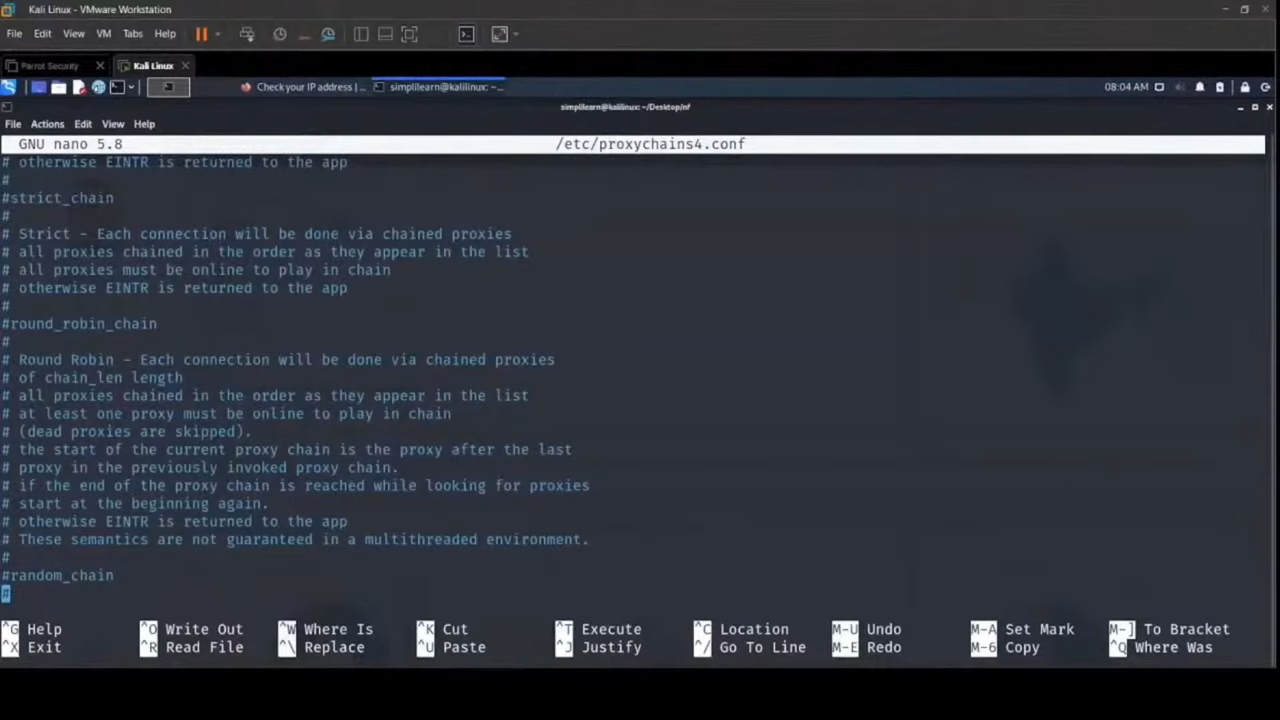 Kali Linux - VMware Workstation
File Edit View VM Tabs Help
Parrot Security Kali Linux
Check your IP address |... simplilearn@kalilinux: ~... 08:04 AM
simplilearn@kalilinux: ~/Desktop/nf
File Actions Edit View Help
GNU nano 5.8 /etc/proxychains4.conf
# otherwise EINTR is returned to the app
#
#strict_chain
#
# Strict - Each connection will be done via chained proxies
# all proxies chained in the order as they appear in the list
# all proxies must be online to play in chain
# otherwise EINTR is returned to the app
#
#round_robin_chain
#
# Round Robin - Each connection will be done via chained proxies
# of chain_len length
# all proxies chained in the order as they appear in the list
# at least one proxy must be online to play in chain
# (dead proxies are skipped).
# the start of the current proxy chain is the proxy after the last
# proxy in the previously invoked proxy chain.
# if the end of the proxy chain is reached while looking for proxies
# start at the beginning again.
# otherwise EINTR is returned to the app
# These semantics are not guaranteed in a multithreaded environment.
#
#random_chain
#
^G Help ^O Write Out ^W Where Is ^K Cut ^T Execute ^C Location M-U Undo M-A Set Mark M-] To Bracket
^X Exit ^R Read File ^\ Replace ^U Paste ^J Justify ^/ Go To Line M-E Redo M-6 Copy ^Q Where Was